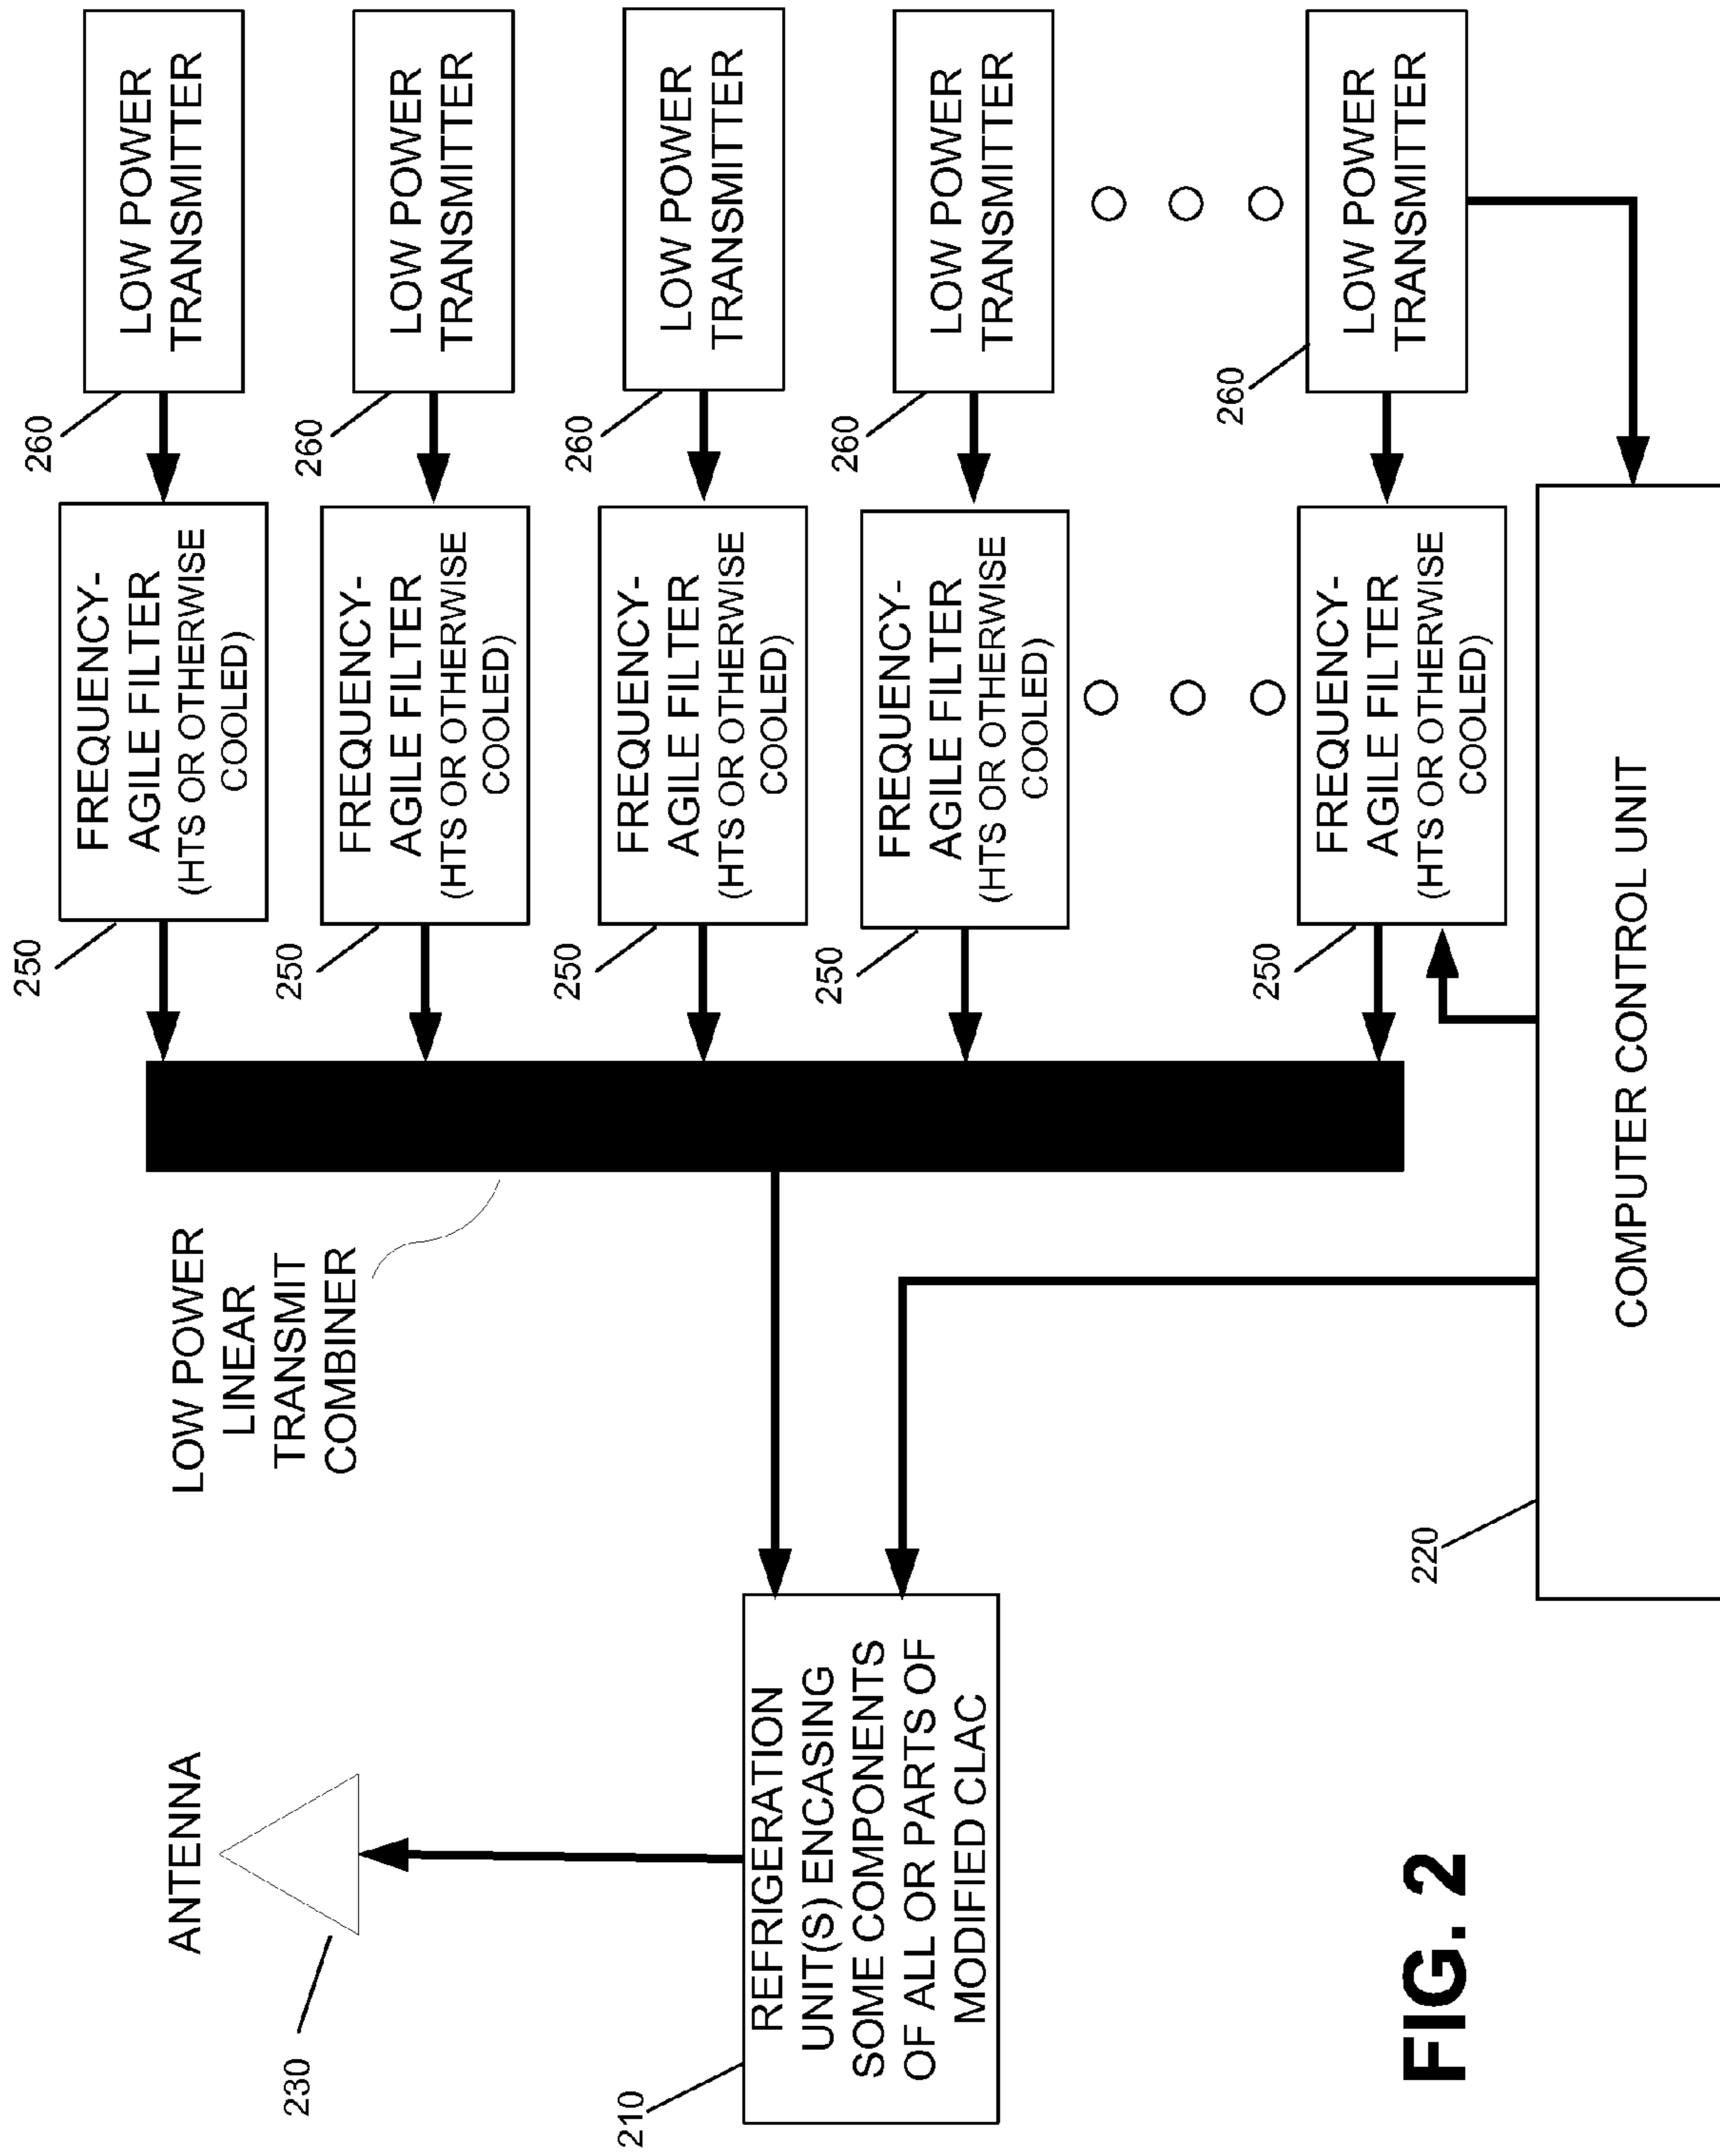 ANTENNA
230
210
REFRIGERATION
UNIT(S) ENCASING
SOME COMPONENTS
OF ALL OR PARTS OF
MODIFIED CLAC
LOW POWER
LINEAR
TRANSMIT
COMBINER
250
FREQUENCY-
AGILE FILTER
(HTS OR OTHERWISE
COOLED)
260
LOW POWER
TRANSMITTER
250
FREQUENCY-
AGILE FILTER
(HTS OR OTHERWISE
COOLED)
260
LOW POWER
TRANSMITTER
250
FREQUENCY-
AGILE FILTER
(HTS OR OTHERWISE
COOLED)
260
LOW POWER
TRANSMITTER
250
FREQUENCY-
AGILE FILTER
(HTS OR OTHERWISE
COOLED)
260
LOW POWER
TRANSMITTER
250
FREQUENCY-
AGILE FILTER
(HTS OR OTHERWISE
COOLED)
260
LOW POWER
TRANSMITTER
220
COMPUTER CONTROL UNIT
FIG. 2